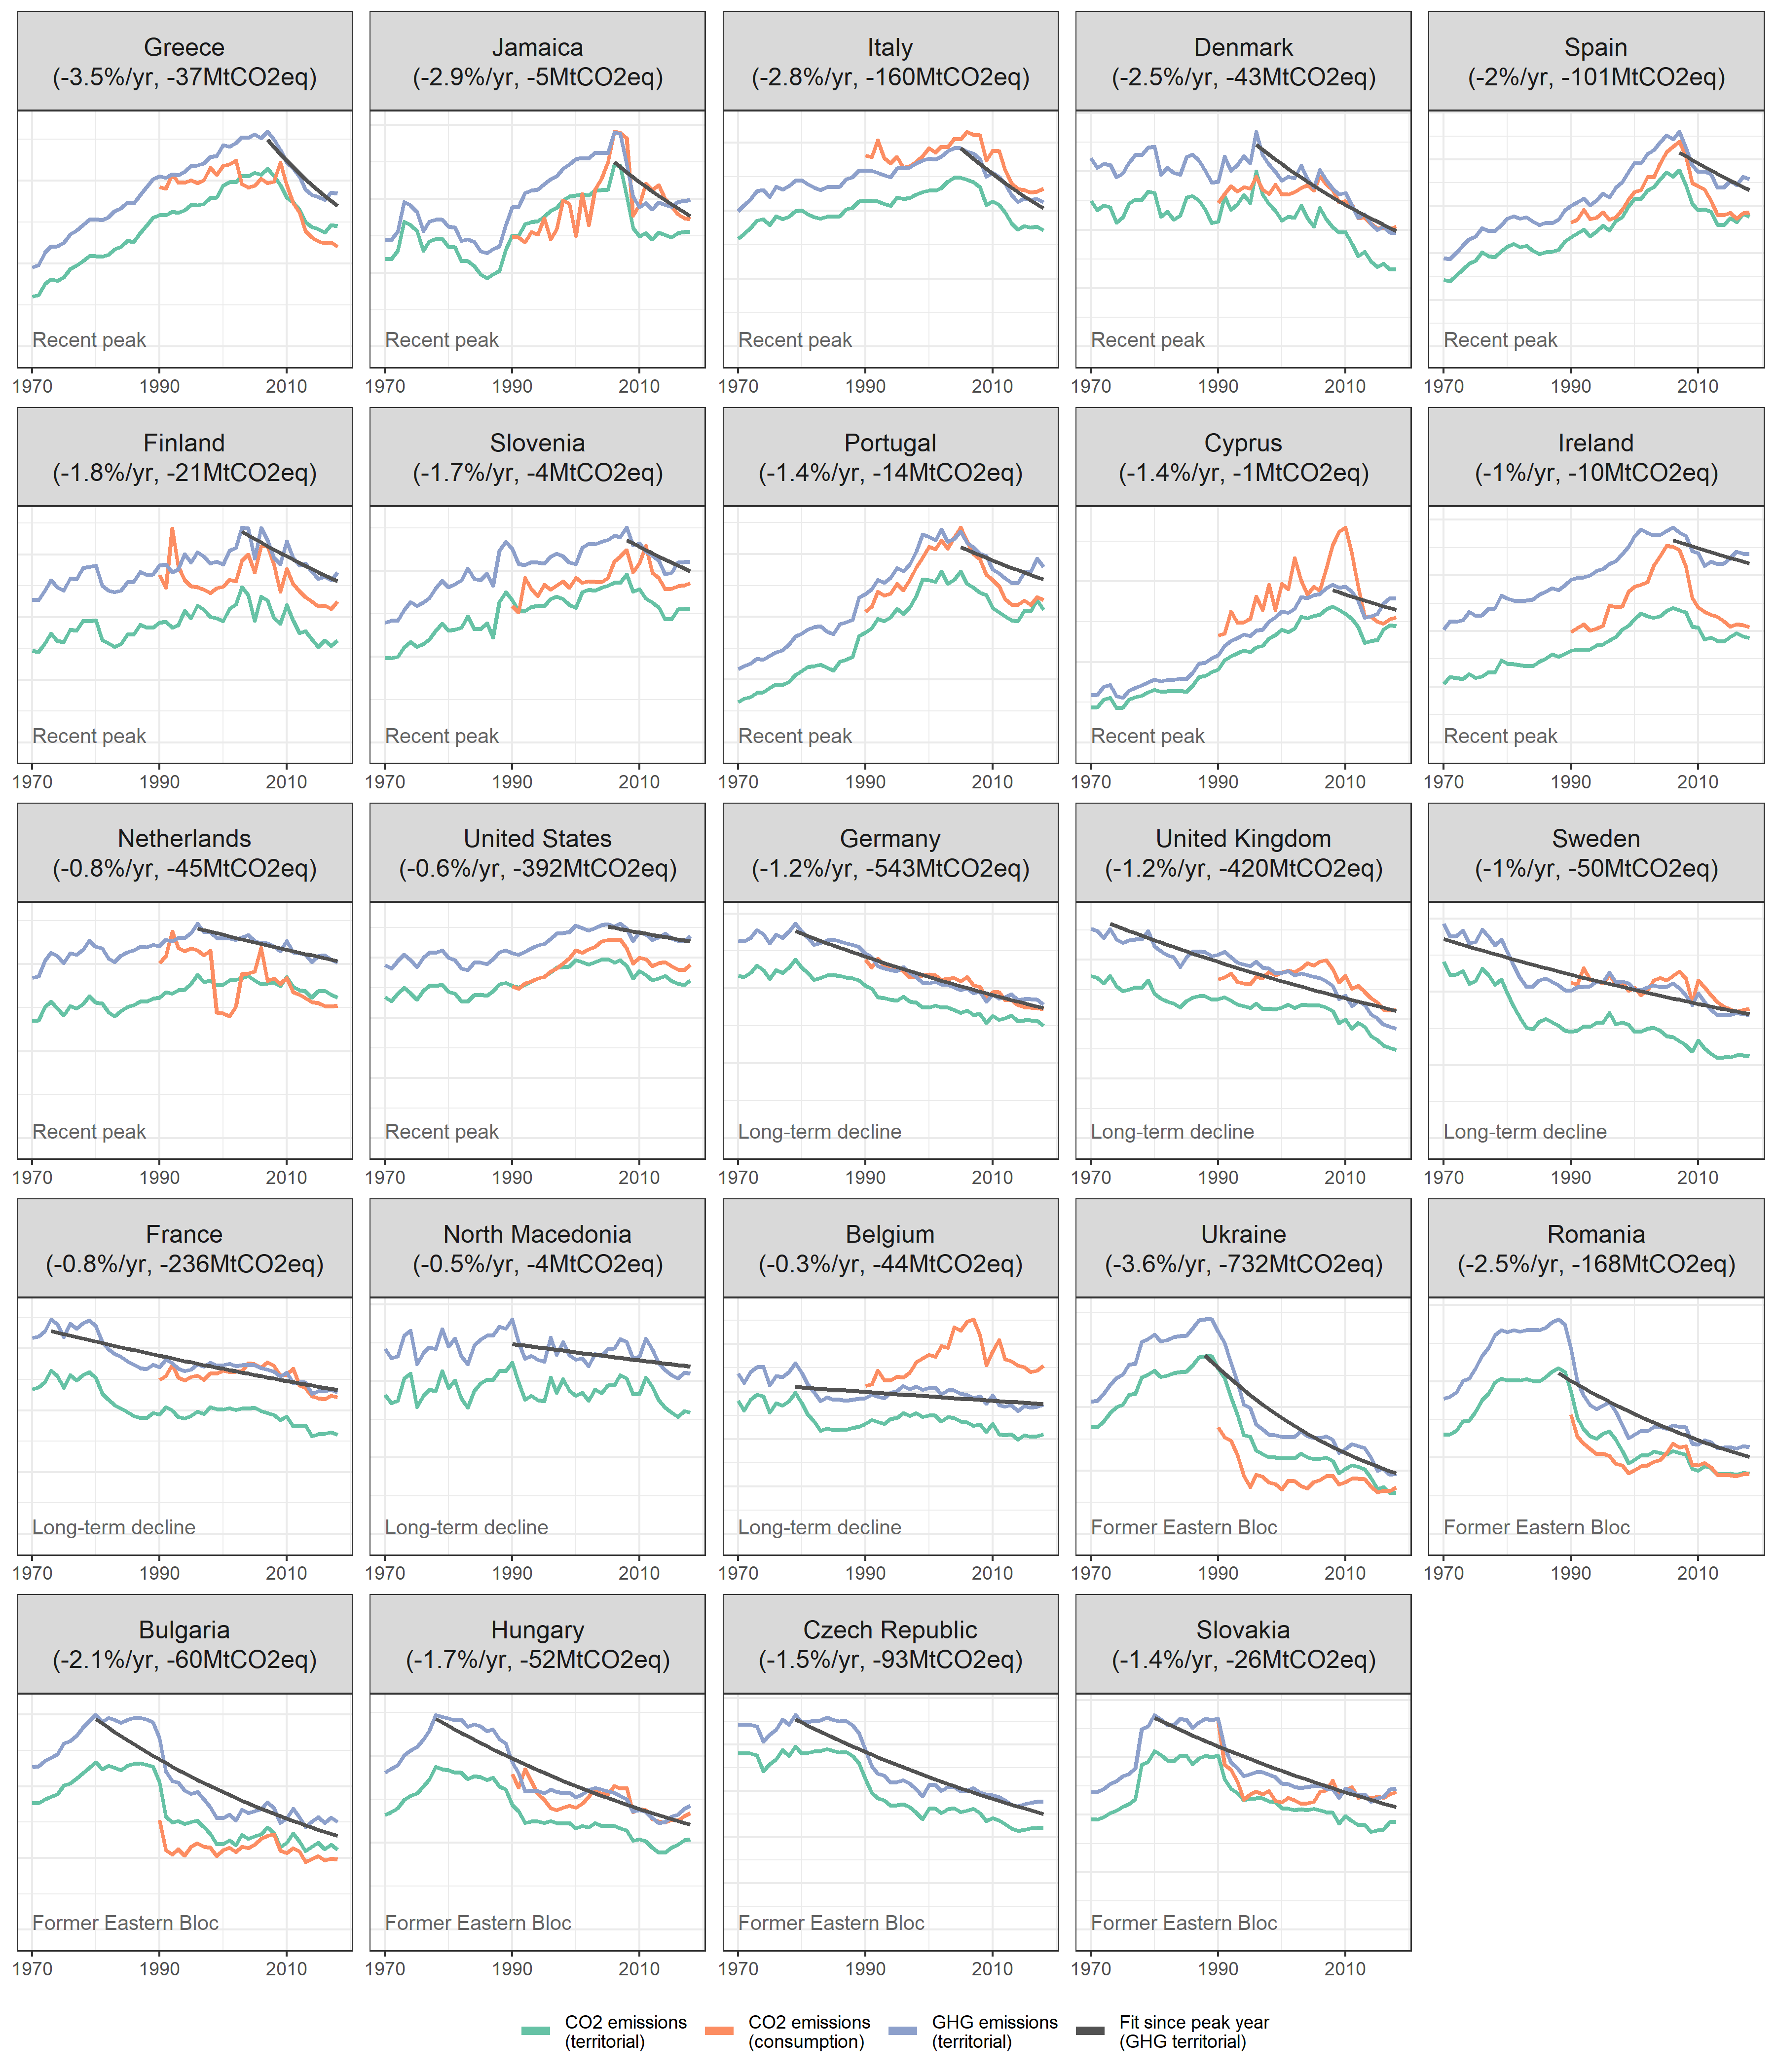 Greece
(-3.5%/yr, -37MtCO2eq)
Jamaica
(-2.9%/yr, -5MtCO2eq)
Italy
(-2.8%/yr, -160MtCO2eq)
Denmark
(-2.5%/yr, -43MtCO2eq)
Spain
(-2%/yr, -101MtCO2eq)
Recent peak
Recent peak
Recent peak
Recent peak
Recent peak
1970 1990 2010
1970 1990 2010
1970 1990 2010
1970 1990 2010
1970 1990 2010
Finland
(-1.8%/yr, -21MtCO2eq)
Slovenia
(-1.7%/yr, -4MtCO2eq)
Portugal
(-1.4%/yr, -14MtCO2eq)
Cyprus
(-1.4%/yr, -1MtCO2eq)
Ireland
(-1%/yr, -10MtCO2eq)
Recent peak
Recent peak
Recent peak
Recent peak
Recent peak
1970 1990 2010
1970 1990 2010
1970 1990 2010
1970 1990 2010
1970 1990 2010
Netherlands
(-0.8%/yr, -45MtCO2eq)
United States
(-0.6%/yr, -392MtCO2eq)
Germany
(-1.2%/yr, -543MtCO2eq)
United Kingdom
(-1.2%/yr, -420MtCO2eq)
Sweden
(-1%/yr, -50MtCO2eq)
Recent peak
Recent peak
Long-term decline
Long-term decline
Long-term decline
1970 1990 2010
1970 1990 2010
1970 1990 2010
1970 1990 2010
1970 1990 2010
France
(-0.8%/yr, -236MtCO2eq)
North Macedonia
(-0.5%/yr, -4MtCO2eq)
Belgium
(-0.3%/yr, -44MtCO2eq)
Ukraine
(-3.6%/yr, -732MtCO2eq)
Romania
(-2.5%/yr, -168MtCO2eq)
Long-term decline
Long-term decline
Long-term decline
Former Eastern Bloc
Former Eastern Bloc
1970 1990 2010
1970 1990 2010
1970 1990 2010
1970 1990 2010
1970 1990 2010
Bulgaria
(-2.1%/yr, -60MtCO2eq)
Hungary
(-1.7%/yr, -52MtCO2eq)
Czech Republic
(-1.5%/yr, -93MtCO2eq)
Slovakia
(-1.4%/yr, -26MtCO2eq)
Former Eastern Bloc
Former Eastern Bloc
Former Eastern Bloc
Former Eastern Bloc
1970 1990 2010
1970 1990 2010
1970 1990 2010
1970 1990 2010
CO2 emissions
(territorial)
CO2 emissions
(consumption)
GHG emissions
(territorial)
Fit since peak year
(GHG territorial)